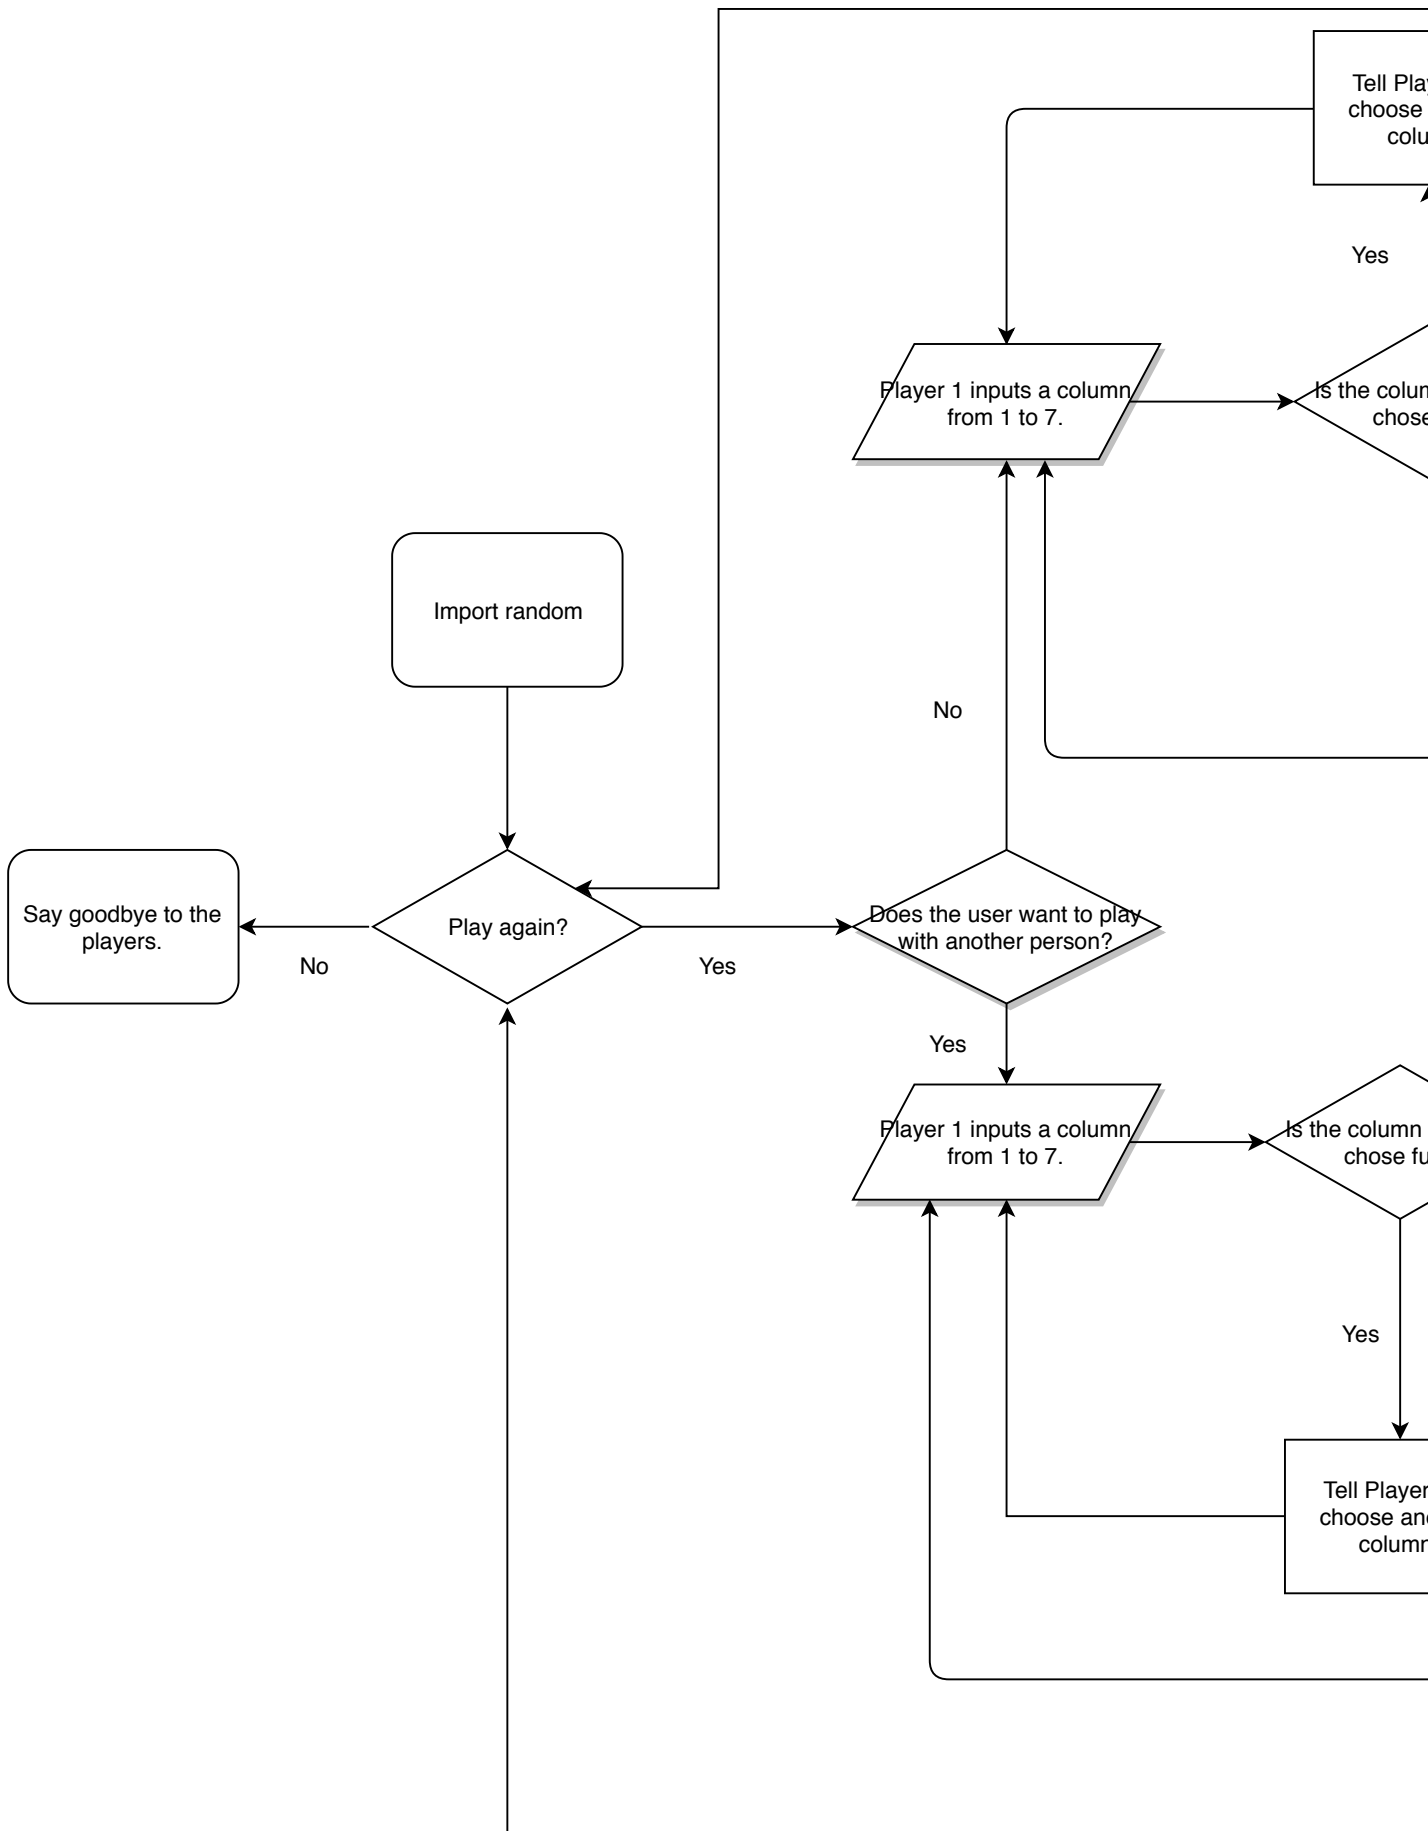 Tell Play
choose
colu
Yes
Player 1 inputs a column
from 1 to 7.
Is the colum
chose
Import random
No
Say goodbye to the
players.
No
Play again?
Yes
Does the user want to play
with another person?
Yes
Player 1 inputs a column
from 1 to 7.
Is the column
chose fu
Yes
Tell Player
choose ano
column